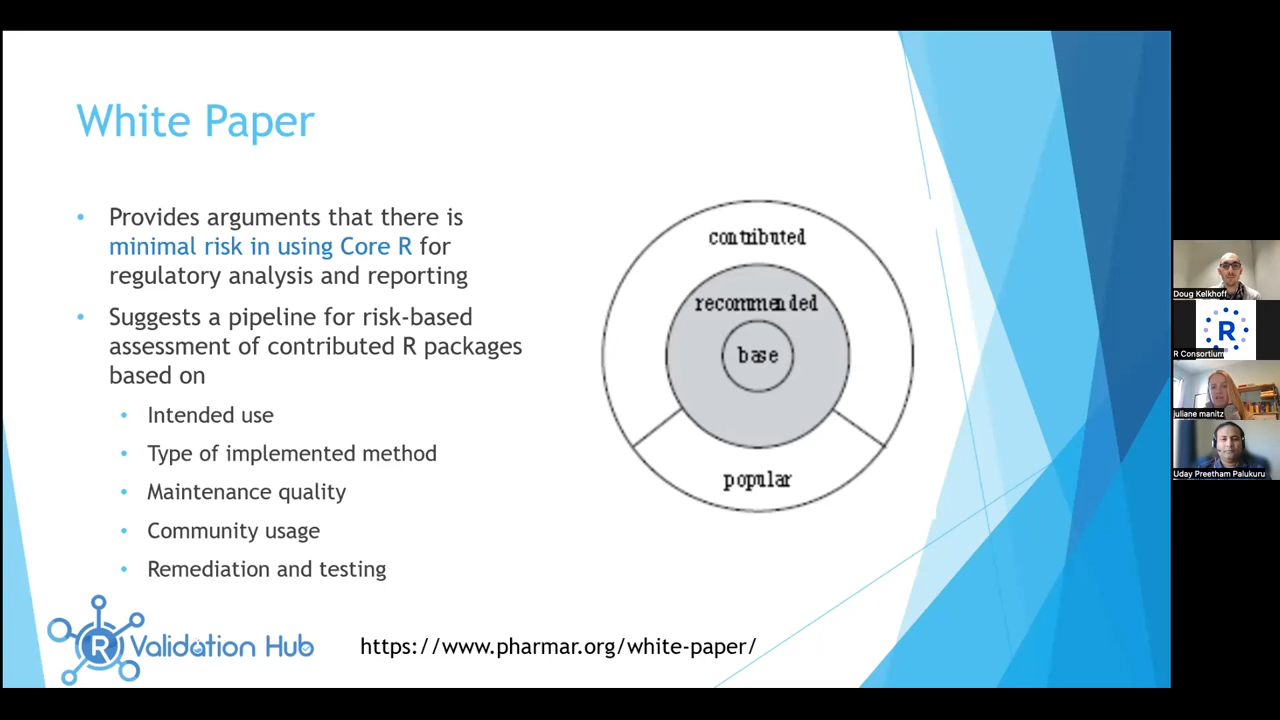 White Paper
• Provides arguments that there is
minimal risk in using Core R for
regulatory analysis and reporting
• Suggests a pipeline for risk-based
assessment of contributed R packages
based on
• Intended use
• Type of implemented method
• Maintenance quality
• Community usage
• Remediation and testing
contributed
recommended
base
popular
R Validation Hub
https://www.pharmar.org/white-paper/
Doug Kelkhoff
R
R Consortium
juliane manitz
Uday Preetham Palukuru